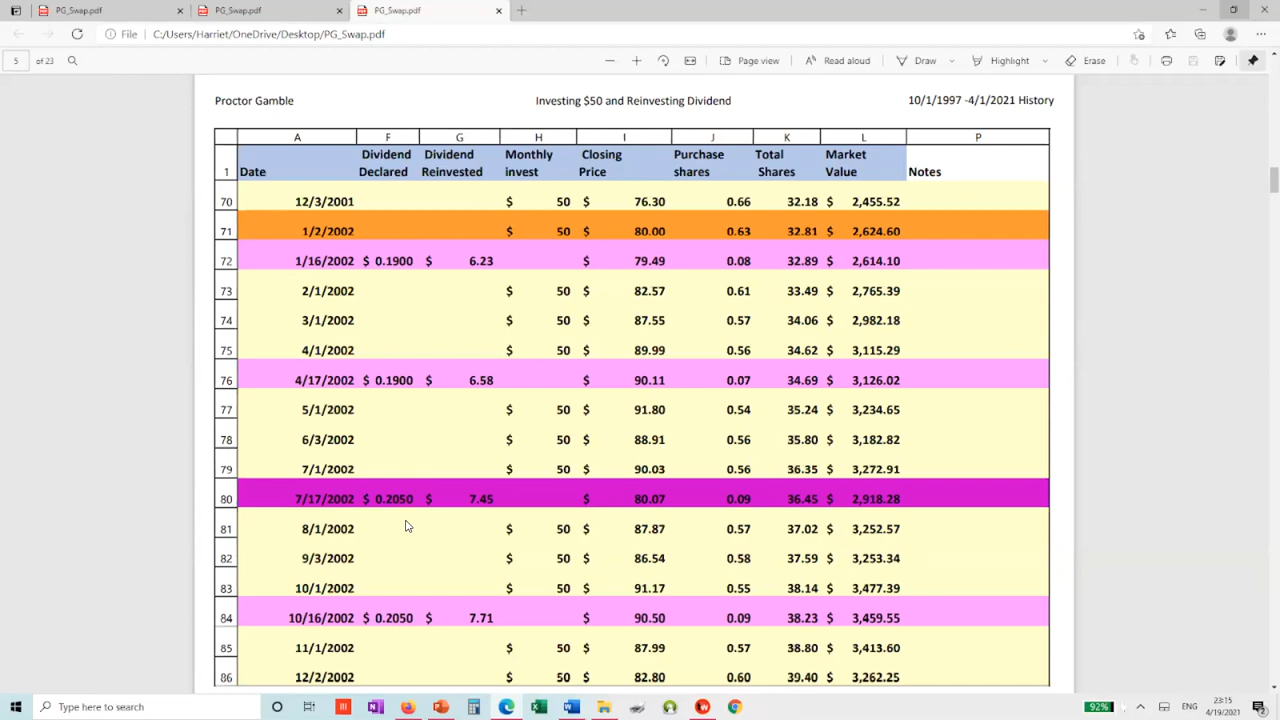 PG_Swap.pdf × PG_Swap.pdf × PG_Swap.pdf × +
File C:/Users/Harriet/OneDrive/Desktop/PG_Swap.pdf
5 of 23 Page view Read aloud Draw Highlight Erase
Proctor Gamble Investing $50 and Reinvesting Dividend 10/1/1997 -4/1/2021 History
A F G H I J K L P
Dividend Dividend Monthly Closing Purchase Total Market
1 Date Declared Reinvested invest Price shares Shares Value Notes
70 12/3/2001 $ 50 $ 76.30 0.66 32.18 $ 2,455.52
71 1/2/2002 $ 50 $ 80.00 0.63 32.81 $ 2,624.60
72 1/16/2002 $ 0.1900 $ 6.23 $ 79.49 0.08 32.89 $ 2,614.10
73 2/1/2002 $ 50 $ 82.57 0.61 33.49 $ 2,765.39
74 3/1/2002 $ 50 $ 87.55 0.57 34.06 $ 2,982.18
75 4/1/2002 $ 50 $ 89.99 0.56 34.62 $ 3,115.29
76 4/17/2002 $ 0.1900 $ 6.58 $ 90.11 0.07 34.69 $ 3,126.02
77 5/1/2002 $ 50 $ 91.80 0.54 35.24 $ 3,234.65
78 6/3/2002 $ 50 $ 88.91 0.56 35.80 $ 3,182.82
79 7/1/2002 $ 50 $ 90.03 0.56 36.35 $ 3,272.91
80 7/17/2002 $ 0.2050 $ 7.45 $ 80.07 0.09 36.45 $ 2,918.28
81 8/1/2002 $ 50 $ 87.87 0.57 37.02 $ 3,252.57
82 9/3/2002 $ 50 $ 86.54 0.58 37.59 $ 3,253.34
83 10/1/2002 $ 50 $ 91.17 0.55 38.14 $ 3,477.39
84 10/16/2002 $ 0.2050 $ 7.71 $ 90.50 0.09 38.23 $ 3,459.55
85 11/1/2002 $ 50 $ 87.99 0.57 38.80 $ 3,413.60
86 12/2/2002 $ 50 $ 82.80 0.60 39.40 $ 3,262.25
Type here to search 92% ENG 23:15
4/19/2021